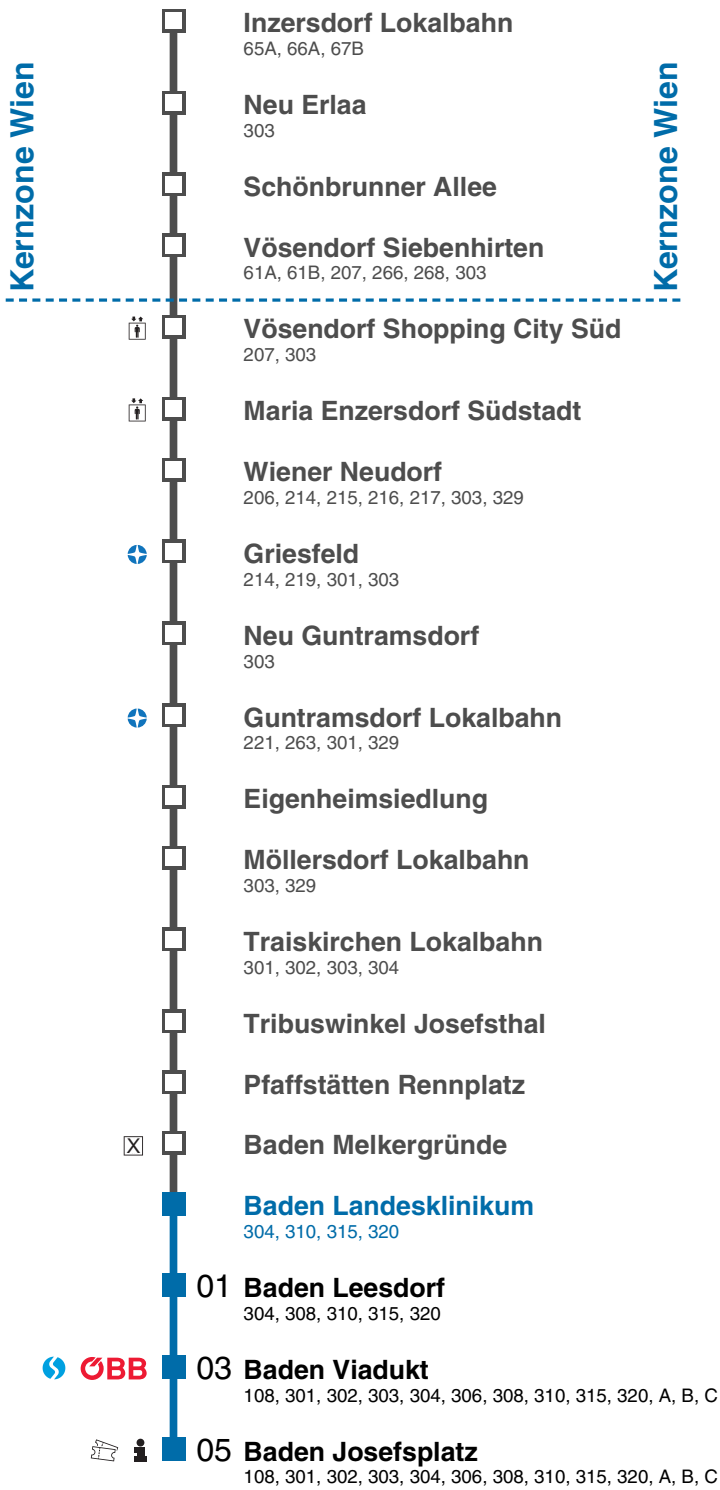 Inzersdorf Lokalbahn
65A, 66A, 67B
Kernzone Wien
Kernzone Wien
Neu Erlaa
303
Schönbrunner Allee
Vösendorf Siebenhirten
61A, 61B, 207, 266, 268, 303
Vösendorf Shopping City Süd
207, 303
Maria Enzersdorf Südstadt
Wiener Neudorf
206, 214, 215, 216, 217, 303, 329
Griesfeld
214, 219, 301, 303
Neu Guntramsdorf
303
Guntramsdorf Lokalbahn
221, 263, 301, 329
Eigenheimsiedlung
Möllersdorf Lokalbahn
303, 329
Traiskirchen Lokalbahn
301, 302, 303, 304
Tribuswinkel Josefsthal
Pfaffstätten Rennplatz
X Baden Melkergründe
Baden Landesklinikum
304, 310, 315, 320
01 Baden Leesdorf
304, 308, 310, 315, 320
ÖBB 03 Baden Viadukt
108, 301, 302, 303, 304, 306, 308, 310, 315, 320, A, B, C
05 Baden Josefsplatz
108, 301, 302, 303, 304, 306, 308, 310, 315, 320, A, B, C